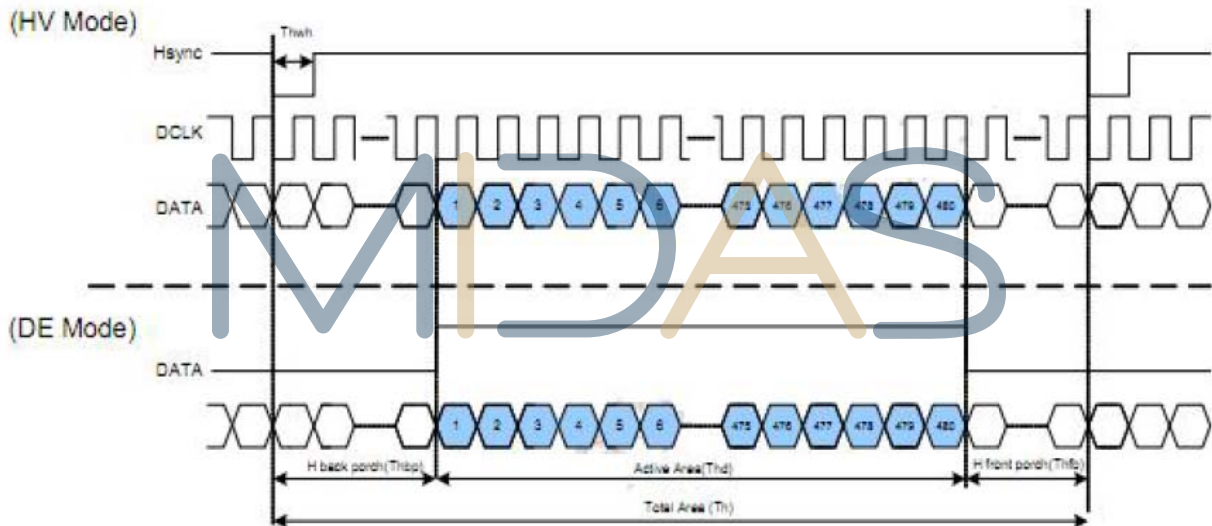 (HV Mode)
Thwh
Hsync
DCLK
DATA
1 2 3 4 5 6 475 476 477 478 479 480
MIDAS
(DE Mode)
DATA
1 2 3 4 5 6 475 476 477 478 479 480
H back porch(Thbp) Active Area(Thd) H front porch(Thfp)
Total Area (Th)